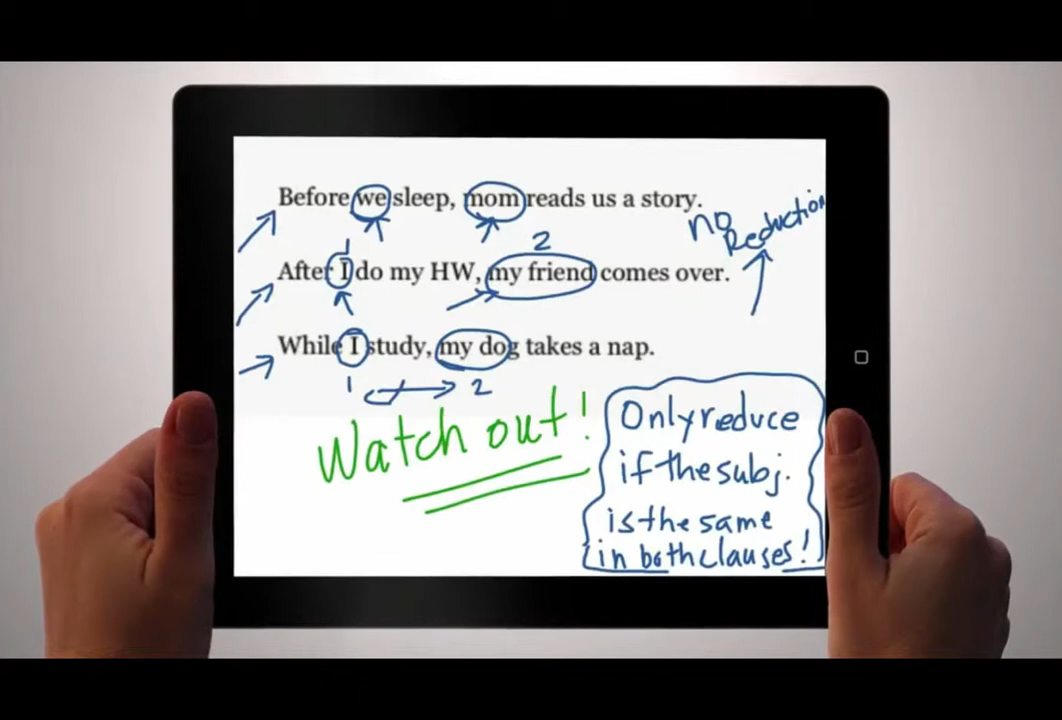 Before we sleep, mom reads us a story.
no
Reduction
2
After I do my HW, my friend comes over.
While I study, my dog takes a nap.
1 2
Watch out!
Only reduce
if the subj.
is the same
in both clauses!